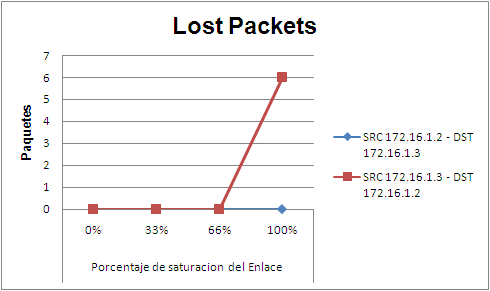 Lost Packets
Paquetes
7
6
5
4
3
2
1
0
0% 33% 66% 100%
Porcentaje de saturacion del Enlace
SRC 172.16.1.2 - DST
172.16.1.3
SRC 172.16.1.3 - DST
172.16.1.2